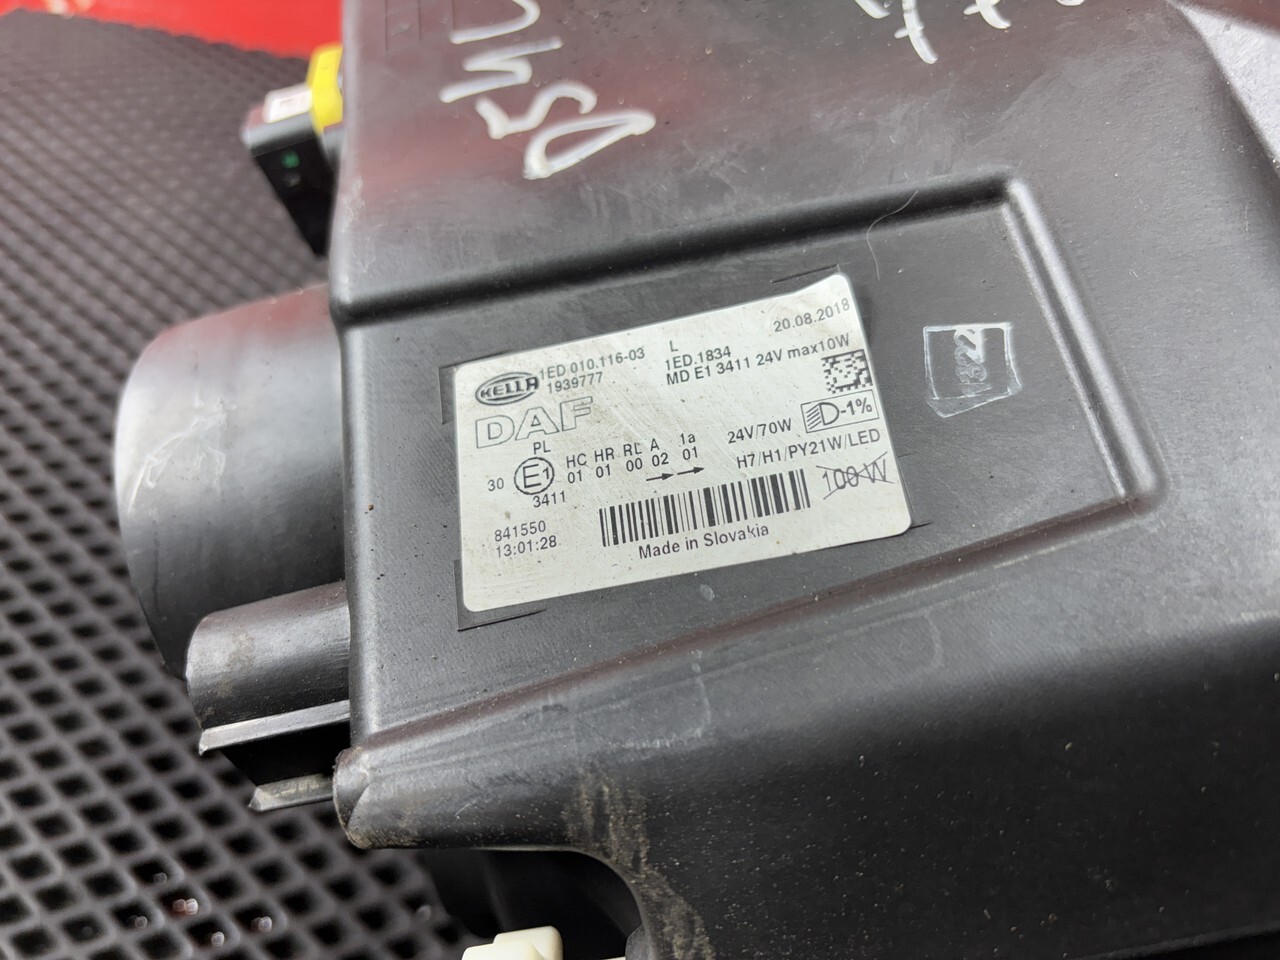 20.08.2018
HELLA 1ED 010.116-03 L 1ED.1834
1939777 MD E1 3411 24V max10W
DAF
D-1%
PL HC HR RL A 1a 24V/70W
30 E1 01 01 00 02 01 H7/H1/PY21W/LED
3411 100 W
841550
13:01:28
Made in Slovakia